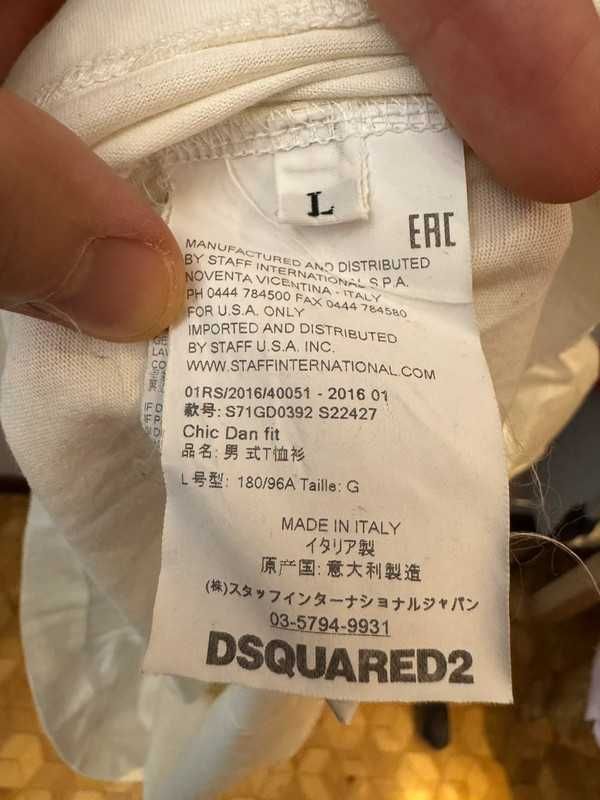 L
EAC
MANUFACTURED AND DISTRIBUTED
BY STAFF INTERNATIONAL S.P.A.
NOVENTA VICENTINA - ITALY
PH 0444 784500 FAX 0444 784580
FOR U.S.A. ONLY
IMPORTED AND DISTRIBUTED
BY STAFF U.S.A. INC.
WWW.STAFFINTERNATIONAL.COM
01RS/2016/40051 - 2016 01
款号: S71GD0392 S22427
Chic Dan fit
品名: 男 式T恤衫
L 号型: 180/96A Taille: G
MADE IN ITALY
イタリア製
原产国: 意大利製造
(株)スタッフインターナショナルジャパン
03-5794-9931
DSQUARED2